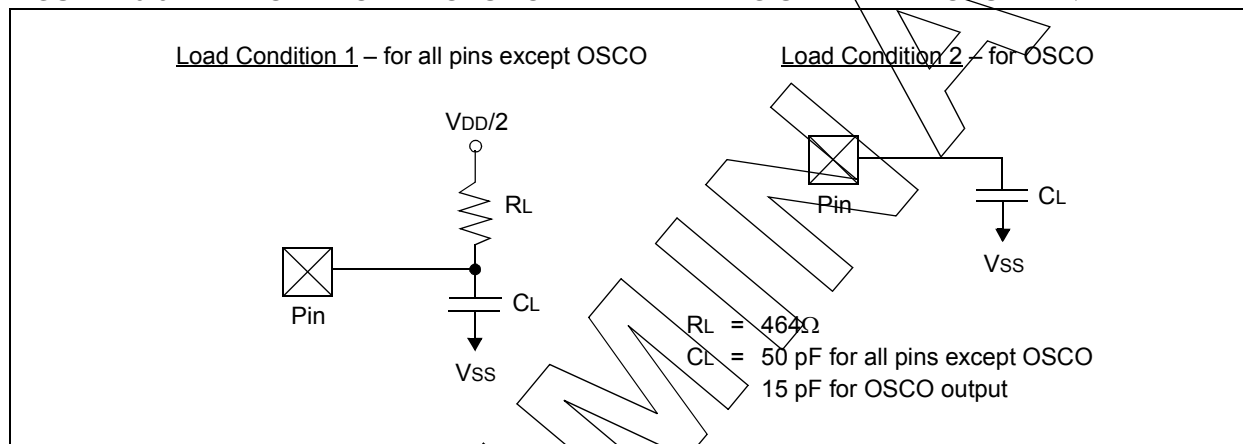 Load Condition 1 – for all pins except OSCO
Load Condition 2 – for OSCO
VDD/2
RL
Pin
CL
VSS
Pin
CL
VSS
RL = 464Ω
CL = 50 pF for all pins except OSCO
15 pF for OSCO output
MINA